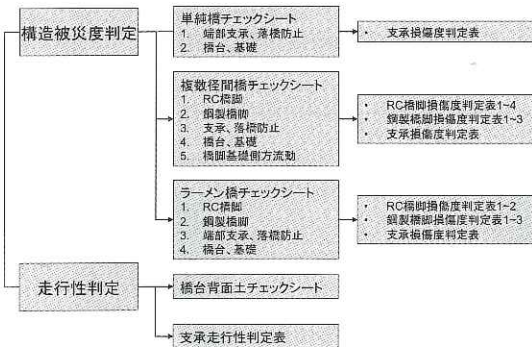 構造被災度判定
単純橋チェックシート
1. 端部支承、落橋防止
2. 橋台、基礎
・ 支承損傷度判定表
複数径間橋チェックシート
1. RC橋脚
2. 鋼製橋脚
3. 支承、落橋防止
4. 橋台、基礎
5. 橋脚基礎側方流動
・ RC橋脚損傷度判定表1~4
・ 鋼製橋脚損傷度判定表1~3
・ 支承損傷度判定表
ラーメン橋チェックシート
1. RC橋脚
2. 鋼製橋脚
3. 端部支承、落橋防止
4. 橋台、基礎
・ RC橋脚損傷度判定表1~2
・ 鋼製橋脚損傷度判定表1~3
・ 支承損傷度判定表
走行性判定
橋台背面土チェックシート
支承走行性判定表